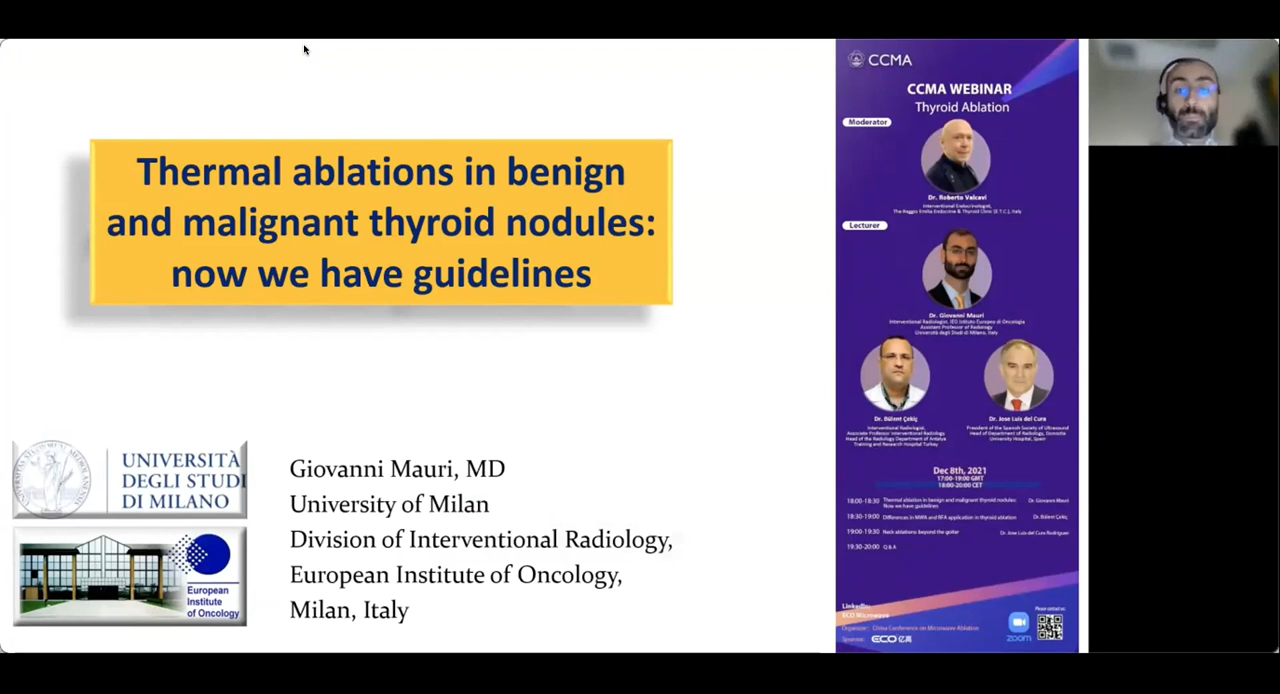 Thermal ablations in benign
and malignant thyroid nodules:
now we have guidelines
UNIVERSITÀ
DEGLI STUDI
DI MILANO
European
Institute
of Oncology
Giovanni Mauri, MD
University of Milan
Division of Interventional Radiology,
European Institute of Oncology,
Milan, Italy
CCMA
CCMA WEBINAR
Thyroid Ablation
Moderator
Dr. Roberto Valcavi
Interventional Endocrinologist,
The Reggio Emilia Endocrine & Thyroid Clinic (E.T.C.), Italy
Lecturer
Dr. Giovanni Mauri
Interventional Radiologist, IEO Istituto Europeo di Oncologia
Assistant Professor of Radiology
Università degli Studi di Milano, Italy
Dr. Bülent Çekiç
Interventional Radiologist,
Associate Professor Interventional Radiology
Head of the Radiology Department of Antalya
Training and Research Hospital Turkey
Dr. Jose Luis del Cura
President of the Spanish Society of Ultrasound
Head of Department of Radiology, Donostia
University Hospital, Spain
Dec 8th, 2021
17:00-19:00 GMT
18:00-20:00 CET
18:00-18:30 Thermal ablation in benign and malignant thyroid nodules: Dr. Giovanni Mauri
Now we have guidelines
18:30-19:00 Differences in MWA and RFA application in thyroid ablation Dr. Bülent Çekiç
19:00-19:30 Neck ablations beyond the goiter Dr. Jose Luis del Cura Rodriguez
19:30-20:00 Q&A
LinkedIn:
ECO Microwave
Organizer: China Conference on Microwave Ablation
Sponsor: ECO 亿高
Please contact us:
zoom